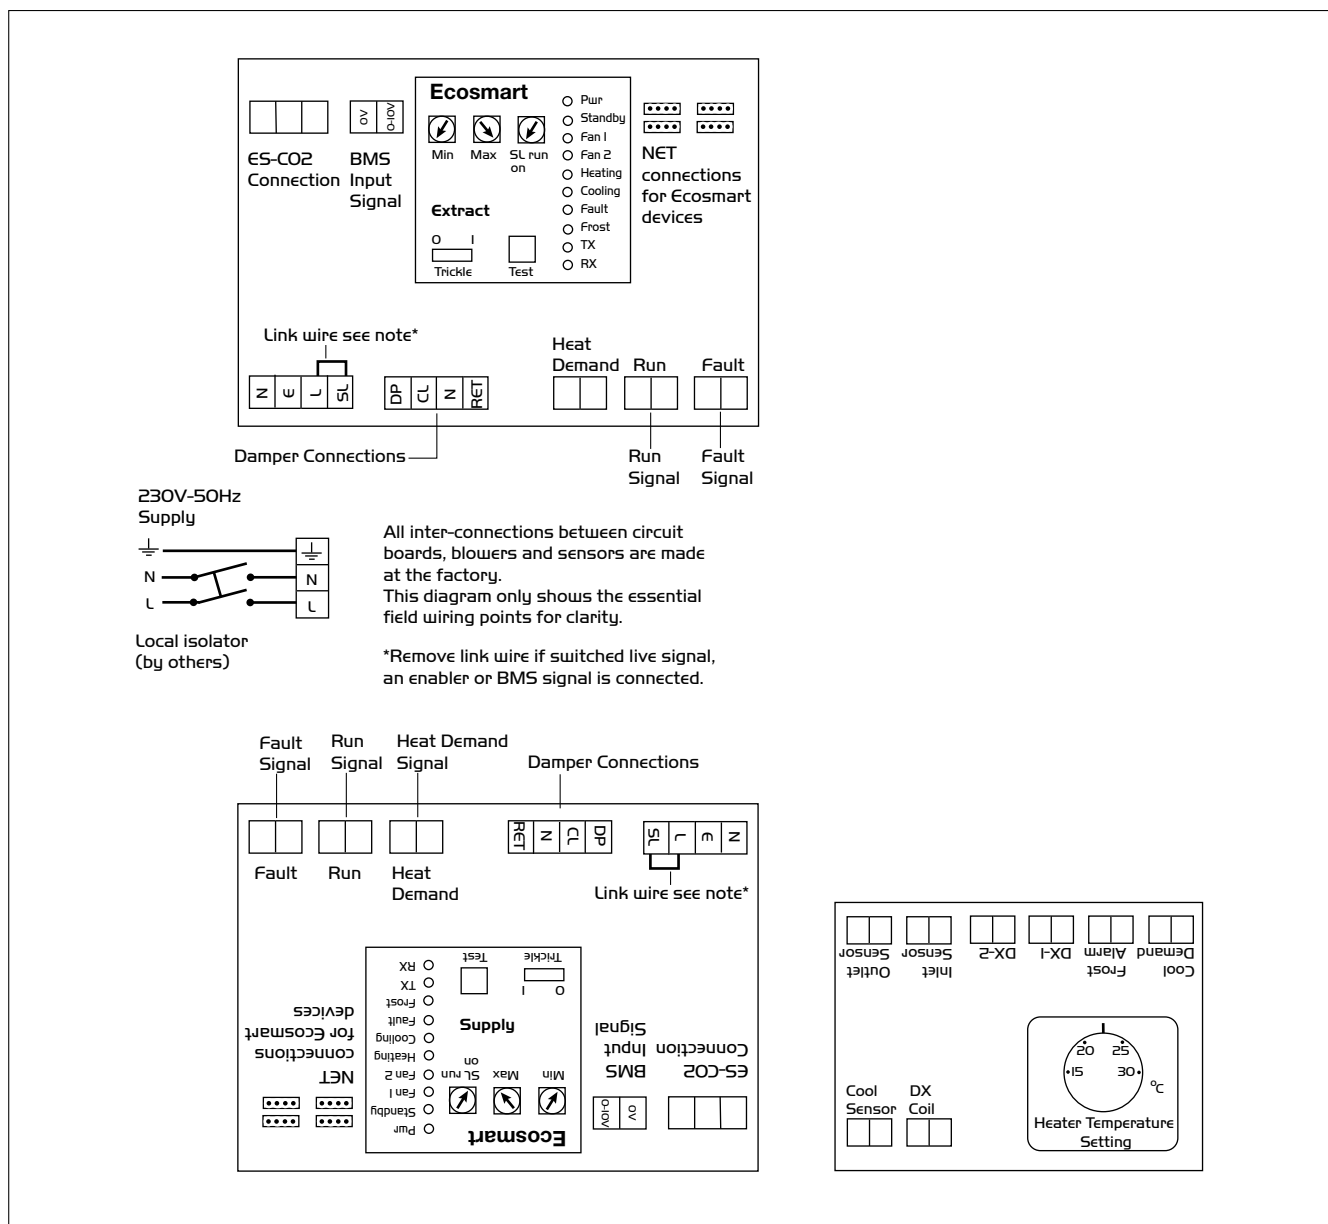 Ecosmart
Min
Max
SL run
on
Extract
O I
Trickle
Test
Pwr
Standby
Fan 1
Fan 2
Heating
Cooling
Fault
Frost
TX
RX
0V
0-10V
ES-CO2
Connection
BMS
Input
Signal
NET
connections
for Ecosmart
devices
Link wire see note*
N E L SL
DP CL N RET
Heat
Demand
Run
Fault
Damper Connections
Run
Signal
Fault
Signal
230V-50Hz
Supply
N
L
N
L
Local isolator
(by others)
All inter-connections between circuit
boards, blowers and sensors are made
at the factory.
This diagram only shows the essential
field wiring points for clarity.
*Remove link wire if switched live signal,
an enabler or BMS signal is connected.
Fault
Signal
Run
Signal
Heat Demand
Signal
Damper Connections
RET N CL DP
SL L E N
Fault
Run
Heat
Demand
Link wire see note*
Ecosmart
Min
Max
SL run
on
Supply
O I
Trickle
Test
Pwr
Standby
Fan 1
Fan 2
Heating
Cooling
Fault
Frost
TX
RX
NET
connections
for Ecosmart
devices
0V
0-10V
BMS
Input
Signal
ES-CO2
Connection
Outlet
Sensor
Inlet
Sensor
DX-2
DX-1
Frost
Alarm
Cool
Demand
Cool
Sensor
DX
Coil
20 25
15 30
°C
Heater Temperature
Setting